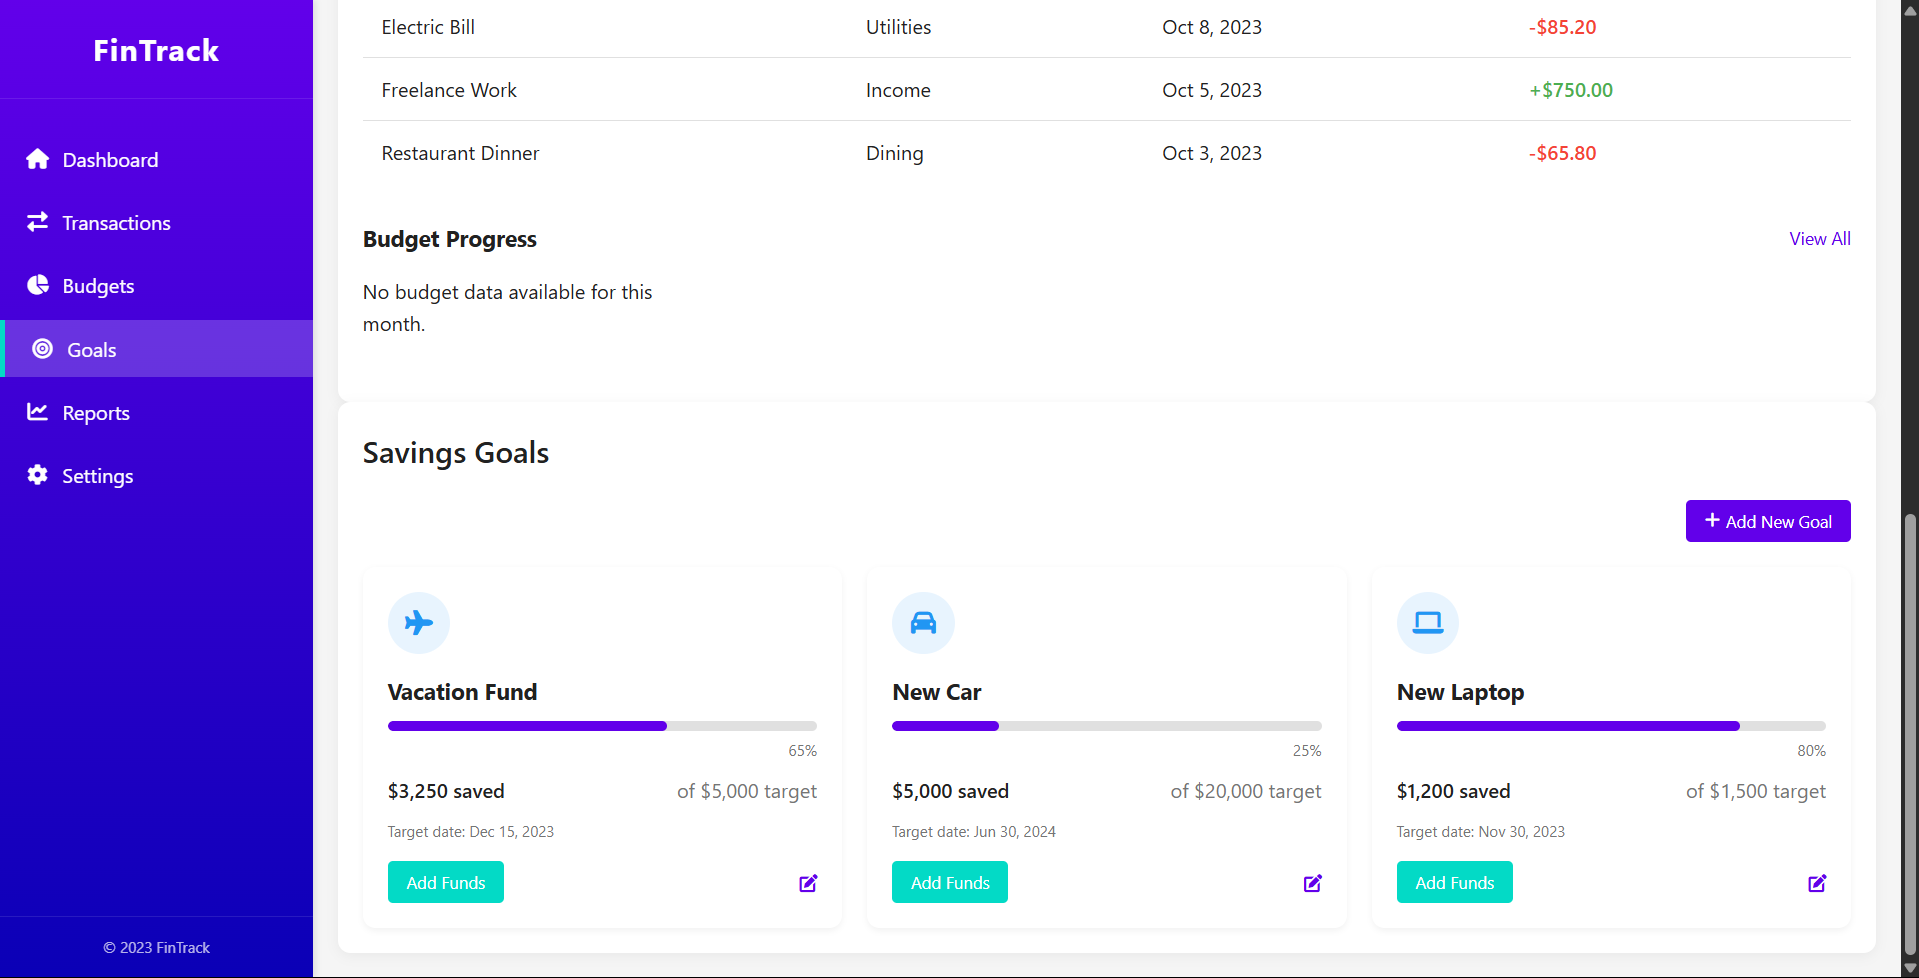 FinTrack
Dashboard
Transactions
Budgets
Goals
Reports
Settings
© 2023 FinTrack
Electric Bill Utilities Oct 8, 2023 -$85.20
Freelance Work Income Oct 5, 2023 +$750.00
Restaurant Dinner Dining Oct 3, 2023 -$65.80
Budget Progress View All
No budget data available for this
month.
Savings Goals
Add New Goal
Vacation Fund
65%
$3,250 saved of $5,000 target
Target date: Dec 15, 2023
Add Funds
New Car
25%
$5,000 saved of $20,000 target
Target date: Jun 30, 2024
Add Funds
New Laptop
80%
$1,200 saved of $1,500 target
Target date: Nov 30, 2023
Add Funds